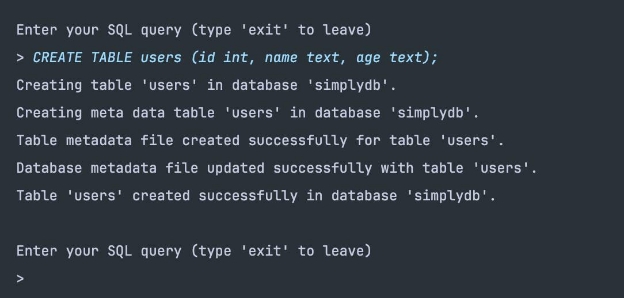 Enter your SQL query (type 'exit' to leave)
> CREATE TABLE users (id int, name text, age text);
Creating table 'users' in database 'simplydb'.
Creating meta data table 'users' in database 'simplydb'.
Table metadata file created successfully for table 'users'.
Database metadata file updated successfully with table 'users'.
Table 'users' created successfully in database 'simplydb'.
Enter your SQL query (type 'exit' to leave)
>